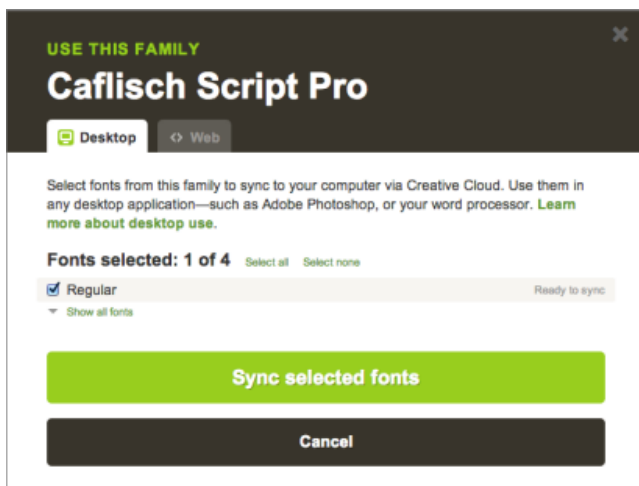 USE THIS FAMILY
Caflisch Script Pro
Desktop
<> Web
Select fonts from this family to sync to your computer via Creative Cloud. Use them in
any desktop application—such as Adobe Photoshop, or your word processor. Learn
more about desktop use.
Fonts selected: 1 of 4 Select all Select none
Regular Ready to sync
Show all fonts
Sync selected fonts
Cancel